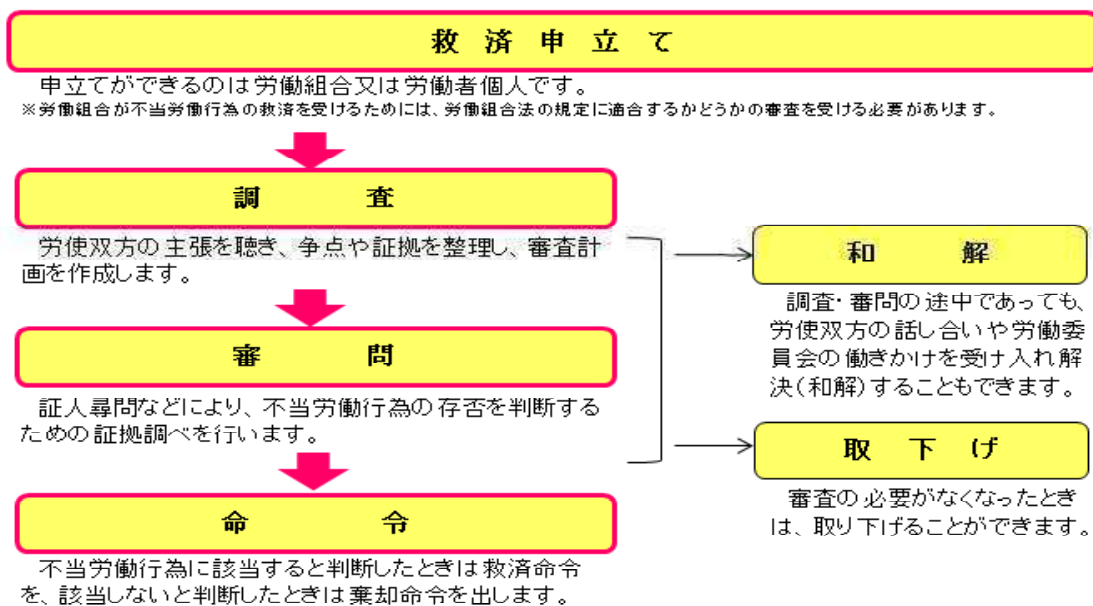 救済申立て
申立てができるのは労働組合又は労働者個人です。
※労働組合が不当労働行為の救済を受けるためには、労働組合法の規定に適合するかどうかの審査を受ける必要があります。
調査
労使双方の主張を聴き、争点や証拠を整理し、審査計
画を作成します。
審問
証人尋問などにより、不当労働行為の存否を判断する
ための証拠調べを行います。
命令
不当労働行為に該当すると判断したときは救済命令
を、該当しないと判断したときは棄却命令を出します。
和解
調査・審問の途中であっても、
労使双方の話し合いや労働委
員会の働きかけを受け入れ解
決(和解)することもできます。
取下げ
審査の必要がなくなったとき
は、取り下げることができます。